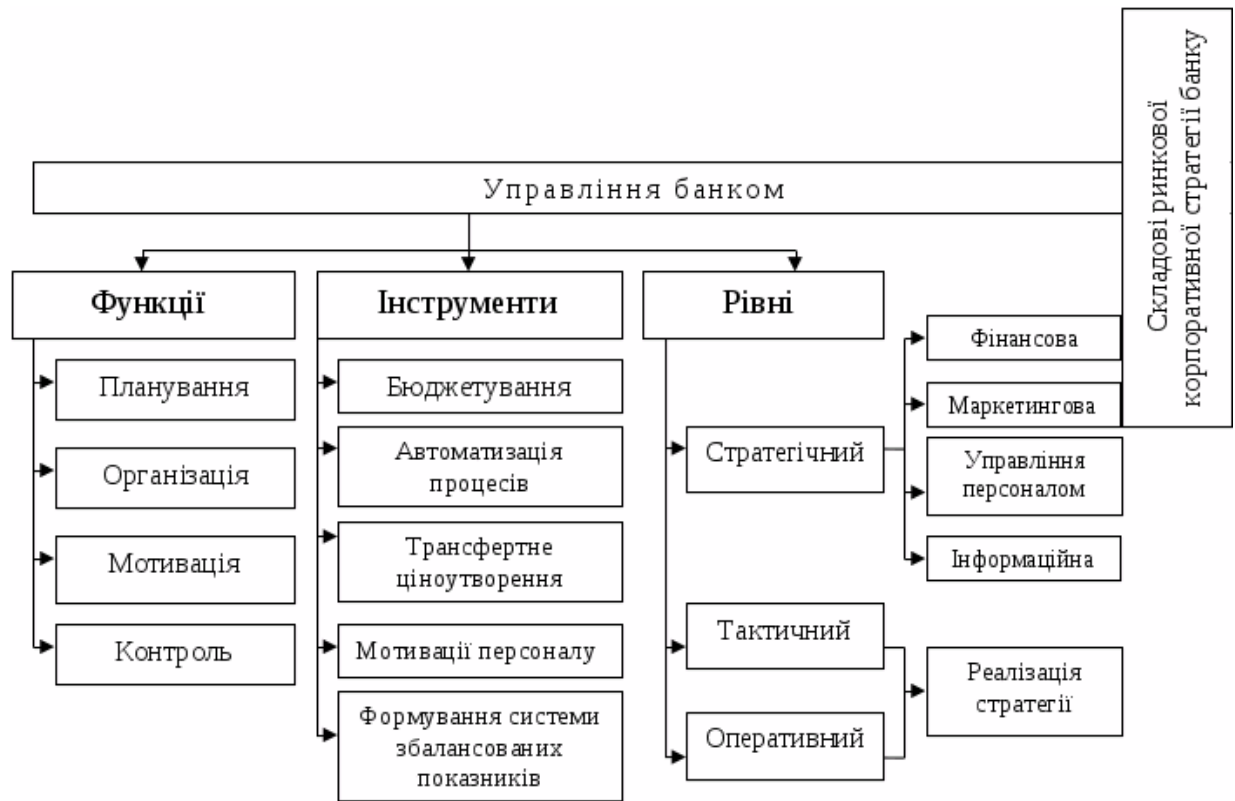 Складові ринкової
корпоративної стратегії банку
Управління банком
Функції
Планування
Організація
Мотивація
Контроль
Інструменти
Бюджетування
Автоматизація
процесів
Трансфертне
ціноутворення
Мотивації персоналу
Формування системи
збалансованих
показників
Рівні
Стратегічний
Тактичний
Оперативний
Фінансова
Маркетингова
Управління
персоналом
Інформаційна
Реалізація
стратегії